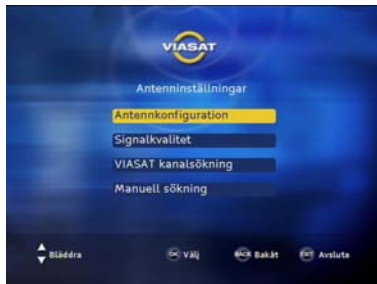 VIASAT
Antenninställningar
Antennkonfiguration
Signalkvalitet
VIASAT kanalsökning
Manuell sökning
Bläddra OK Välj BACK Bakåt EXIT Avsluta